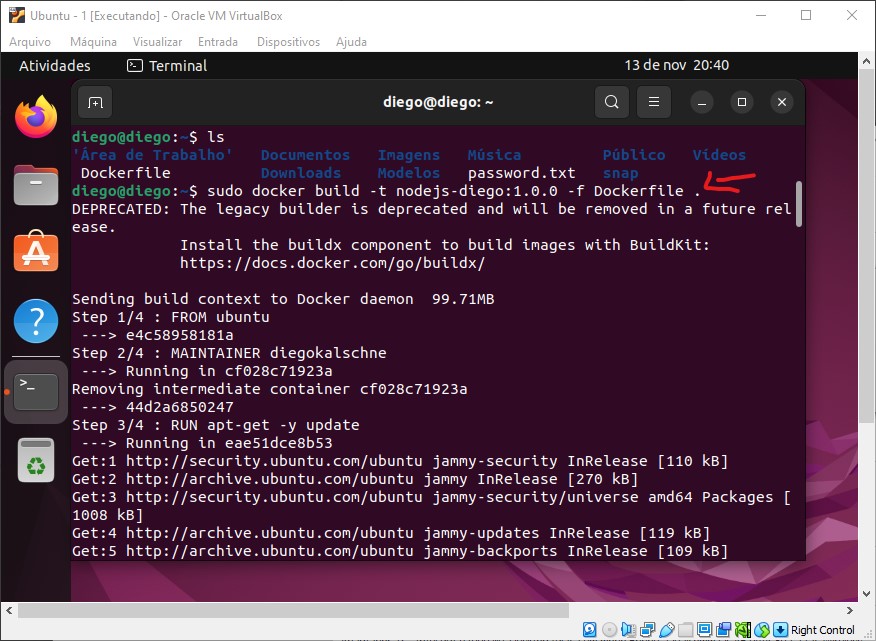 Ubuntu - 1 [Executando] - Oracle VM VirtualBox
Arquivo Máquina Visualizar Entrada Dispositivos Ajuda
Atividades Terminal 13 de nov 20:40
diego@diego: ~
diego@diego:~$ ls
'Área de Trabalho' Documentos Imagens Música Público Vídeos
Dockerfile Downloads Modelos password.txt snap
diego@diego:~$ sudo docker build -t nodejs-diego:1.0.0 -f Dockerfile .
DEPRECATED: The legacy builder is deprecated and will be removed in a future rel
ease.
Install the buildx component to build images with BuildKit:
https://docs.docker.com/go/buildx/
Sending build context to Docker daemon 99.71MB
Step 1/4 : FROM ubuntu
---> e4c58958181a
Step 2/4 : MAINTAINER diegokalschne
---> Running in cf028c71923a
Removing intermediate container cf028c71923a
---> 44d2a6850247
Step 3/4 : RUN apt-get -y update
---> Running in eae51dce8b53
Get:1 http://security.ubuntu.com/ubuntu jammy-security InRelease [110 kB]
Get:2 http://archive.ubuntu.com/ubuntu jammy InRelease [270 kB]
Get:3 http://security.ubuntu.com/ubuntu jammy-security/universe amd64 Packages [
1008 kB]
Get:4 http://archive.ubuntu.com/ubuntu jammy-updates InRelease [119 kB]
Get:5 http://archive.ubuntu.com/ubuntu jammy-backports InRelease [109 kB]
Right Control